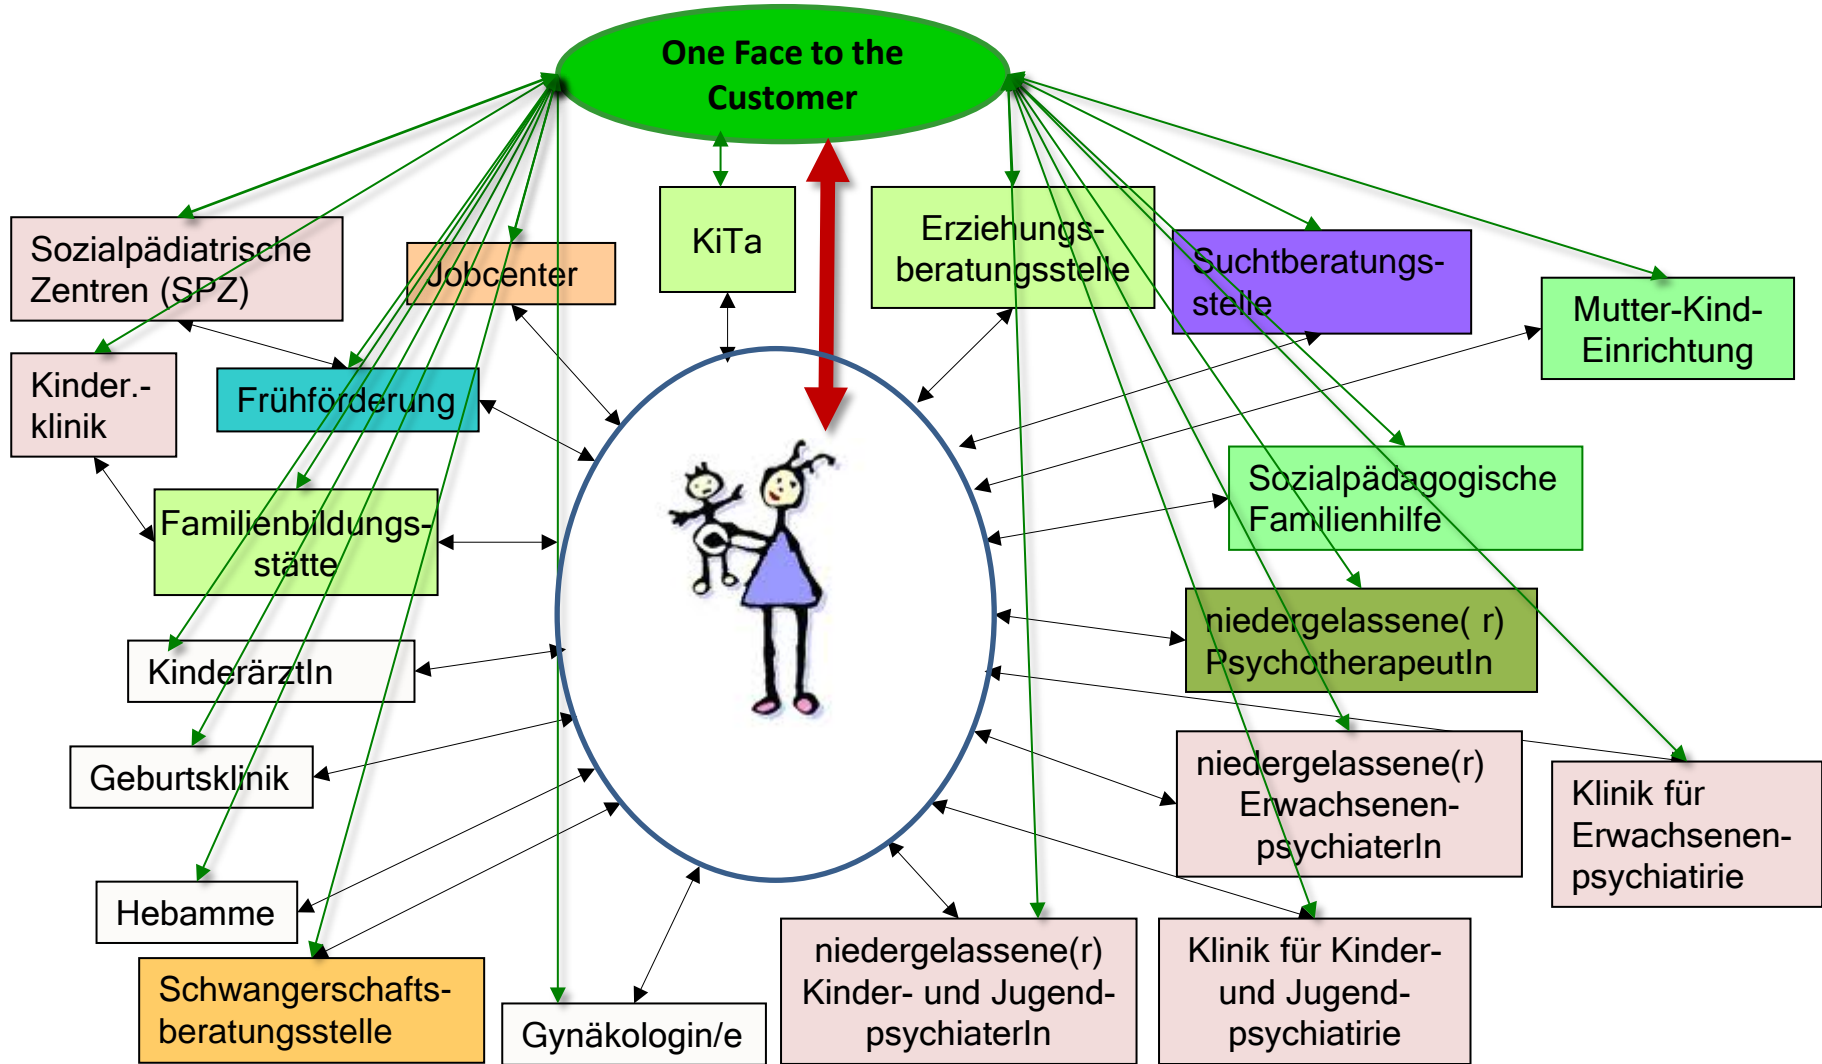 One Face to the
Customer
Sozialpädiatrische
Zentren (SPZ)
Jobcenter
KiTa
Erziehungs-
beratungsstelle
Suchtberatungs-
stelle
Mutter-Kind-
Einrichtung
Kinder.-
klinik
Frühförderung
Familienbildungs-
stätte
Sozialpädagogische
Familienhilfe
KinderärztIn
niedergelassene( r)
PsychotherapeutIn
Geburtsklinik
niedergelassene(r)
Erwachsenen-
psychiaterIn
Klinik für
Erwachsenen-
psychiatirie
Hebamme
Schwangerschafts-
beratungsstelle
Gynäkologin/e
niedergelassene(r)
Kinder- und Jugend-
psychiaterIn
Klinik für Kinder-
und Jugend-
psychiatirie